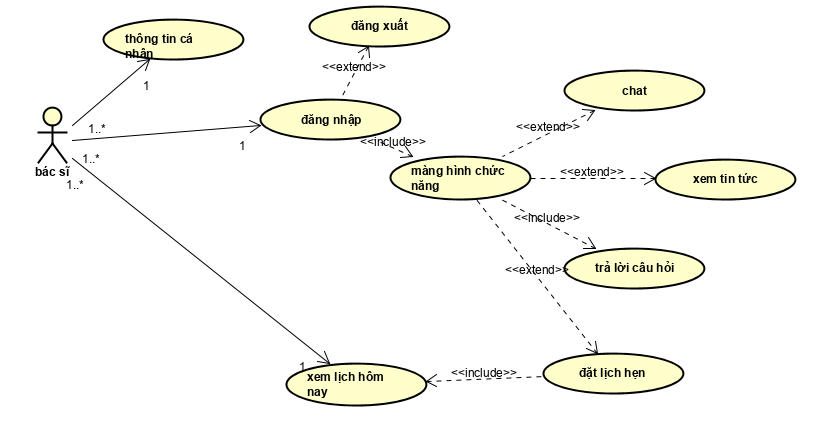 đăng xuất
thông tin cá
nhận
<<extend>>
chat
1
đăng nhập
1..*
<<extend>>
1
<<include>>
1..*
bác sĩ
màng hình chức
năng
<<extend>>
xem tin tức
1..*
<<include>>
trả lời câu hỏi
<<extend>>
1
xem lịch hôm
nay
<<include>>
đặt lịch hẹn